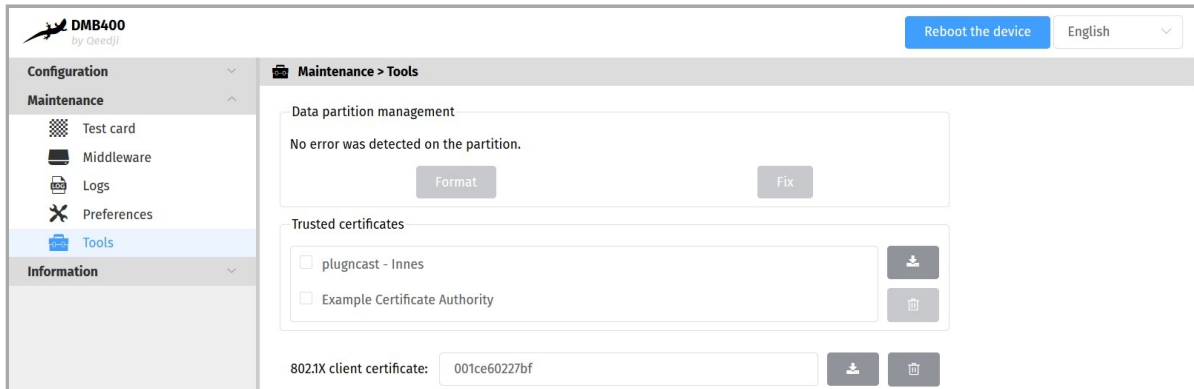 DMB400
by Qeedji
Reboot the device
English
Configuration
Maintenance
Test card
Middleware
LOG
Logs
Preferences
Tools
Information
Maintenance > Tools
Data partition management
No error was detected on the partition.
Format
Fix
Trusted certificates
plugncast - Innes
Example Certificate Authority
802.1X client certificate:
001ce60227bf